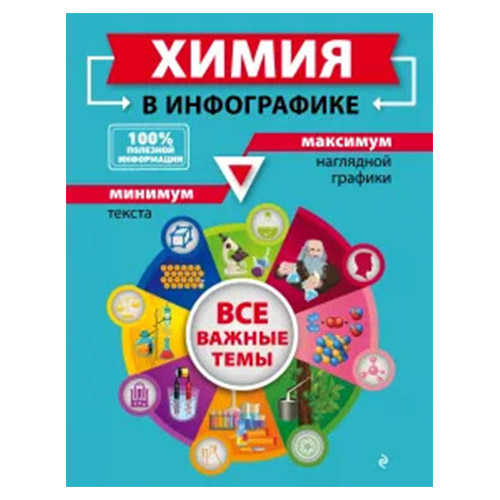 ХИМИЯ
В ИНФОГРАФИКЕ
100%
ПОЛЕЗНОЙ
ИНФОРМАЦИИ
максимум
наглядной
графики
минимум
текста
ВСЕ
ВАЖНЫЕ
ТЕМЫ